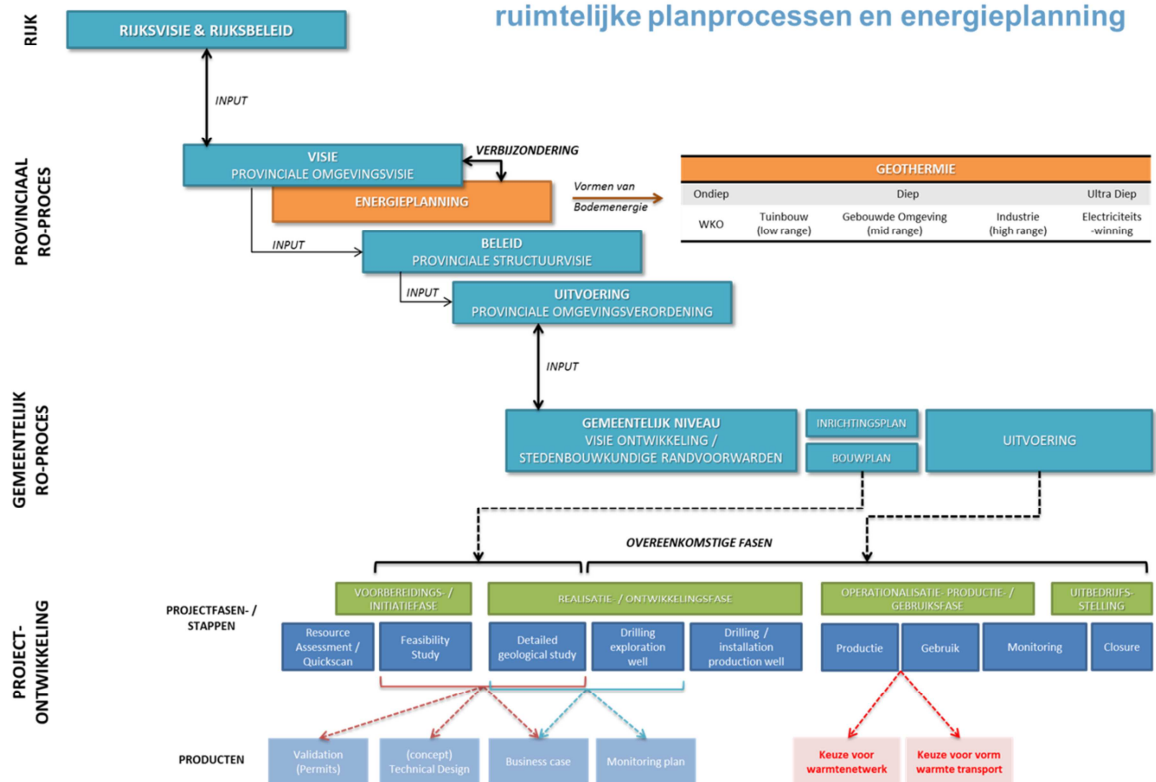 ruimtelijke planprocessen en energieplanning
RIJK
RIJKSVISIE & RIJKSBELEID
INPUT
PROVINCIAAL
RO-PROCES
VISIE
PROVINCIALE OMGEVINGSVISIE
VERBIJZONDERING
ENERGIEPLANNING
Vormen van
Bodemenergie
GEOTHERMIE
Ondiep
Diep
Ultra Diep
WKO
Tuinbouw
(low range)
Gebouwde Omgeving
(mid range)
Industrie
(high range)
Electriciteits
-winning
INPUT
BELEID
PROVINCIALE STRUCTUURVISIE
INPUT
UITVOERING
PROVINCIALE OMGEVINGSVERORDENING
INPUT
GEMEENTELIJK
RO-PROCES
GEMEENTELIJK NIVEAU
VISIE ONTWIKKELING /
STEDENBOUWKUNDIGE RANDVOORWARDEN
INRICHTINGSPLAN
BOUWPLAN
UITVOERING
OVEREENKOMSTIGE FASEN
PROJECT-
ONTWIKKELING
PROJECTFASEN- /
STAPPEN
VOORBEREIDINGS- /
INITIATIEFASE
REALISATIE- / ONTWIKKELINGSFASE
OPERATIONALISATIE- PRODUCTIE- /
GEBRUIKSFASE
UITBEDRIJFS-
STELLING
Resource
Assessment /
Quickscan
Feasibility
Study
Detailed
geological study
Drilling
exploration
well
Drilling /
installation
production well
Productie
Gebruik
Monitoring
Closure
PRODUCTEN
Validation
(Permits)
(concept)
Technical Design
Business case
Monitoring plan
Keuze voor
warmtenetwerk
Keuze voor vorm
warmte transport